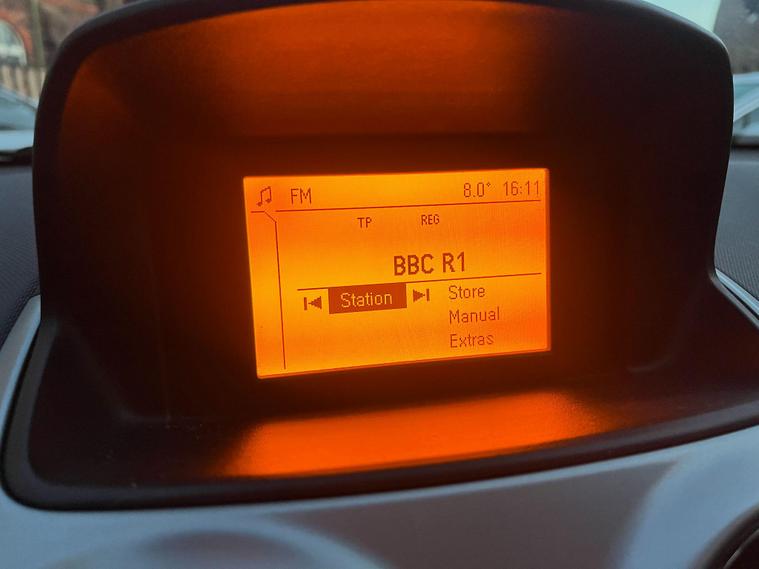 FM 8.0° 16:11
TP REG
BBC R1
Station Store
Manual
Extras